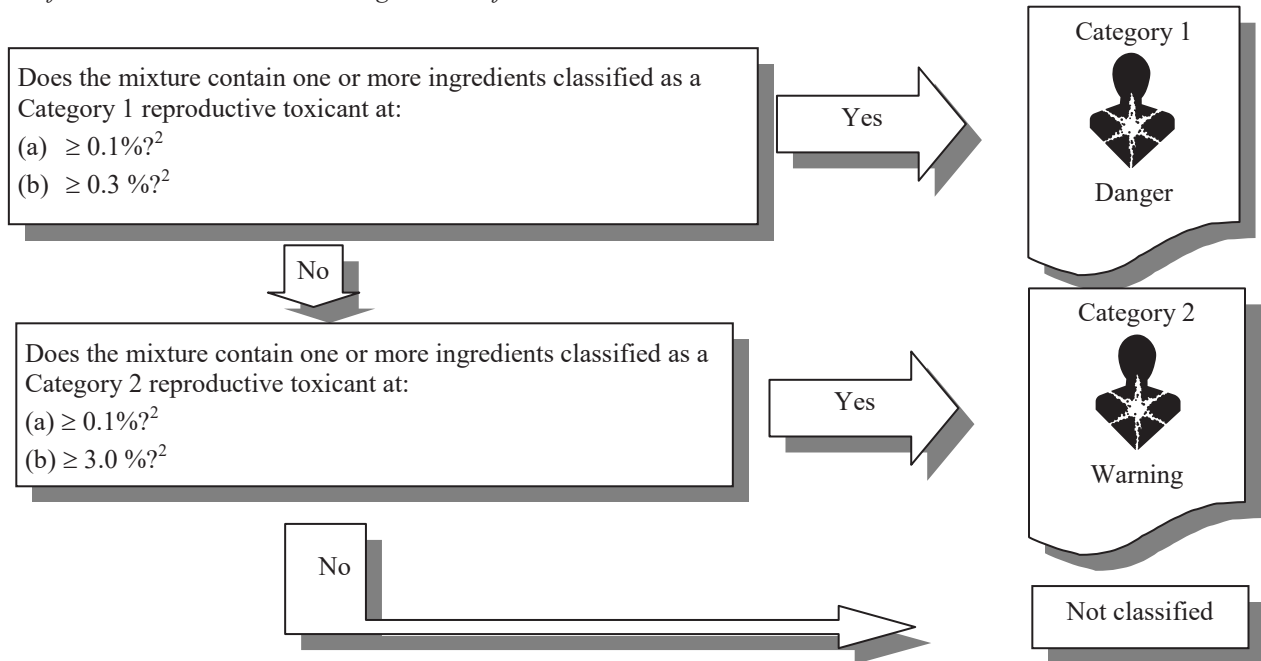 Does the mixture contain one or more ingredients classified as a
Category 1 reproductive toxicant at:
(a) ≥ 0.1%?²
(b) ≥ 0.3 %?²
Yes
Category 1
Danger
No
Does the mixture contain one or more ingredients classified as a
Category 2 reproductive toxicant at:
(a) ≥ 0.1%?²
(b) ≥ 3.0 %?²
Yes
Category 2
Warning
No
Not classified